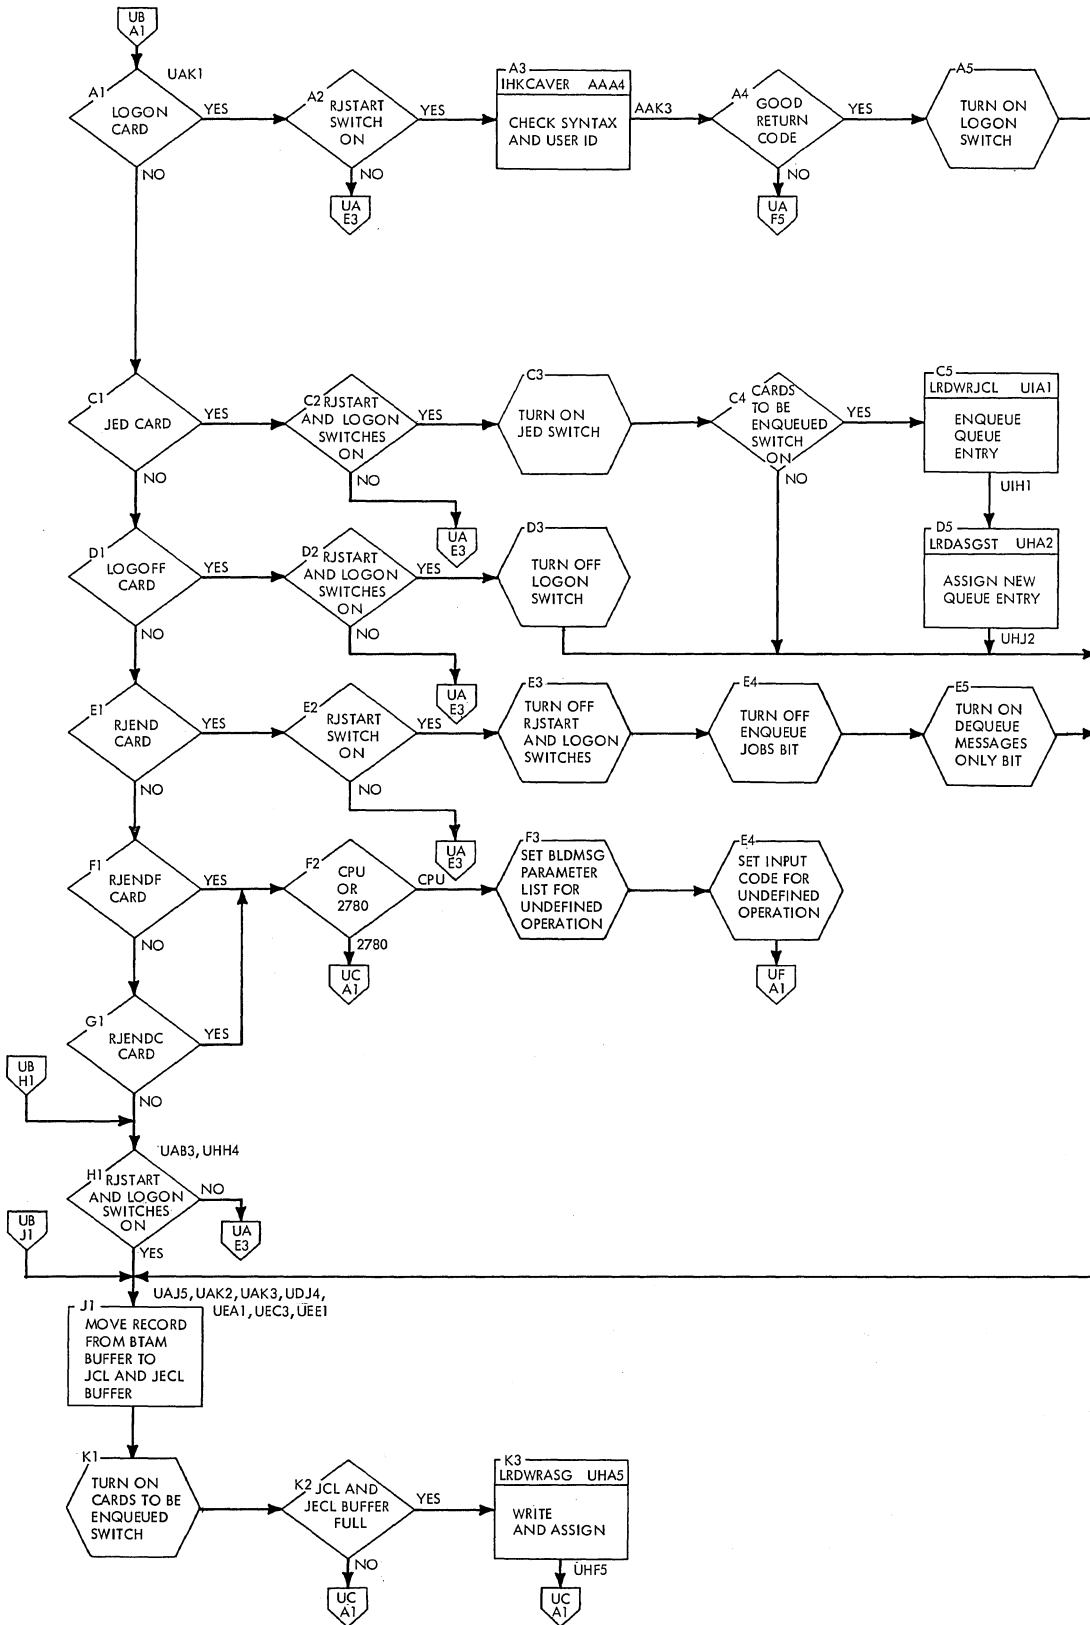 UB
A1
UAK1
A1
LOGON
CARD
YES
NO
A2
RJSTART
SWITCH
ON
YES
NO
UA
E3
A3
IHKCAVER AAA4
CHECK SYNTAX
AND USER ID
AAK3
A4
GOOD
RETURN
CODE
YES
NO
UA
F5
A5
TURN ON
LOGON
SWITCH
C1
JED CARD
YES
NO
C2
RJSTART
AND LOGON
SWITCHES
ON
YES
NO
UA
E3
C3
TURN ON
JED SWITCH
C4
CARDS
TO BE
ENQUEUED
SWITCH
ON
YES
NO
C5
LRDWRJCL UIA1
ENQUEUE
QUEUE
ENTRY
UIH1
D1
LOGOFF
CARD
YES
NO
D2
RJSTART
AND LOGON
SWITCHES
ON
YES
NO
UA
E3
D3
TURN OFF
LOGON
SWITCH
D5
LRDASGST UHA2
ASSIGN NEW
QUEUE ENTRY
UHJ2
E1
RJEND
CARD
YES
NO
E2
RJSTART
SWITCH
ON
YES
NO
UA
E3
E3
TURN OFF
RJSTART
AND LOGON
SWITCHES
E4
TURN OFF
ENQUEUE
JOBS BIT
E5
TURN ON
DEQUEUE
MESSAGES
ONLY BIT
F1
RJENDF
CARD
YES
NO
F2
CPU
OR
2780
CPU
2780
UC
A1
F3
SET BLDMSG
PARAMETER
LIST FOR
UNDEFINED
OPERATION
E4
SET INPUT
CODE FOR
UNDEFINED
OPERATION
UF
A1
G1
RJENDC
CARD
YES
NO
UB
H1
UAB3, UHH4
H1
RJSTART
AND LOGON
SWITCHES
ON
NO
YES
UA
E3
UB
J1
UAJ5, UAK2, UAK3, UDJ4,
UEA1, UEC3, UEE1
J1
MOVE RECORD
FROM BTAM
BUFFER TO
JCL AND JECL
BUFFER
K1
TURN ON
CARDS TO BE
ENQUEUED
SWITCH
K2
JCL AND
JECL BUFFER
FULL
YES
NO
UC
A1
K3
LRDWRASG UHA5
WRITE
AND ASSIGN
UHF5
UC
A1